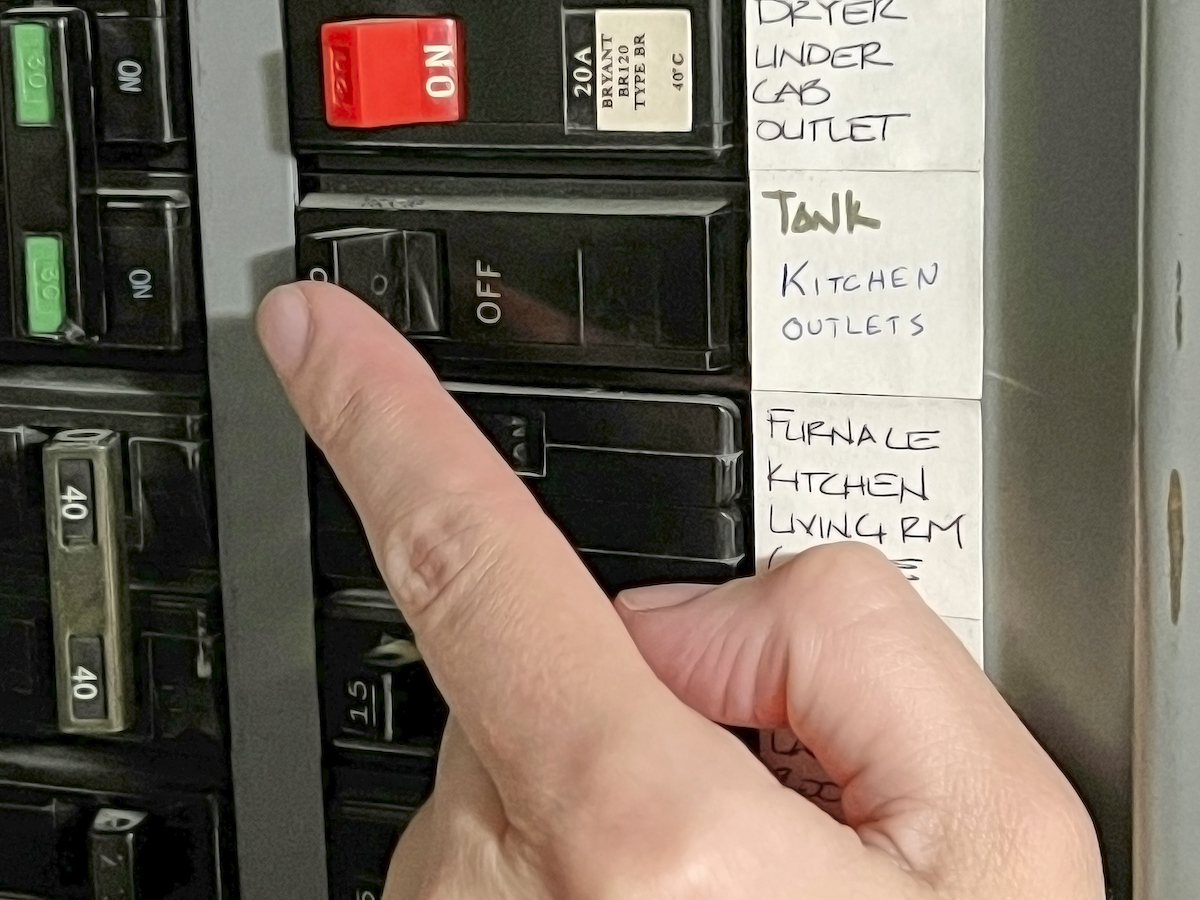 30
ON
30
ON
40
40
ON
20A
BRYANT
BR120
TYPE BR
40°C
OFF
ON
15
DRYER
UNDER
CAB
OUTLET
Tank
KITCHEN
OUTLETS
FURNACE
KITCHEN
LIVING RM